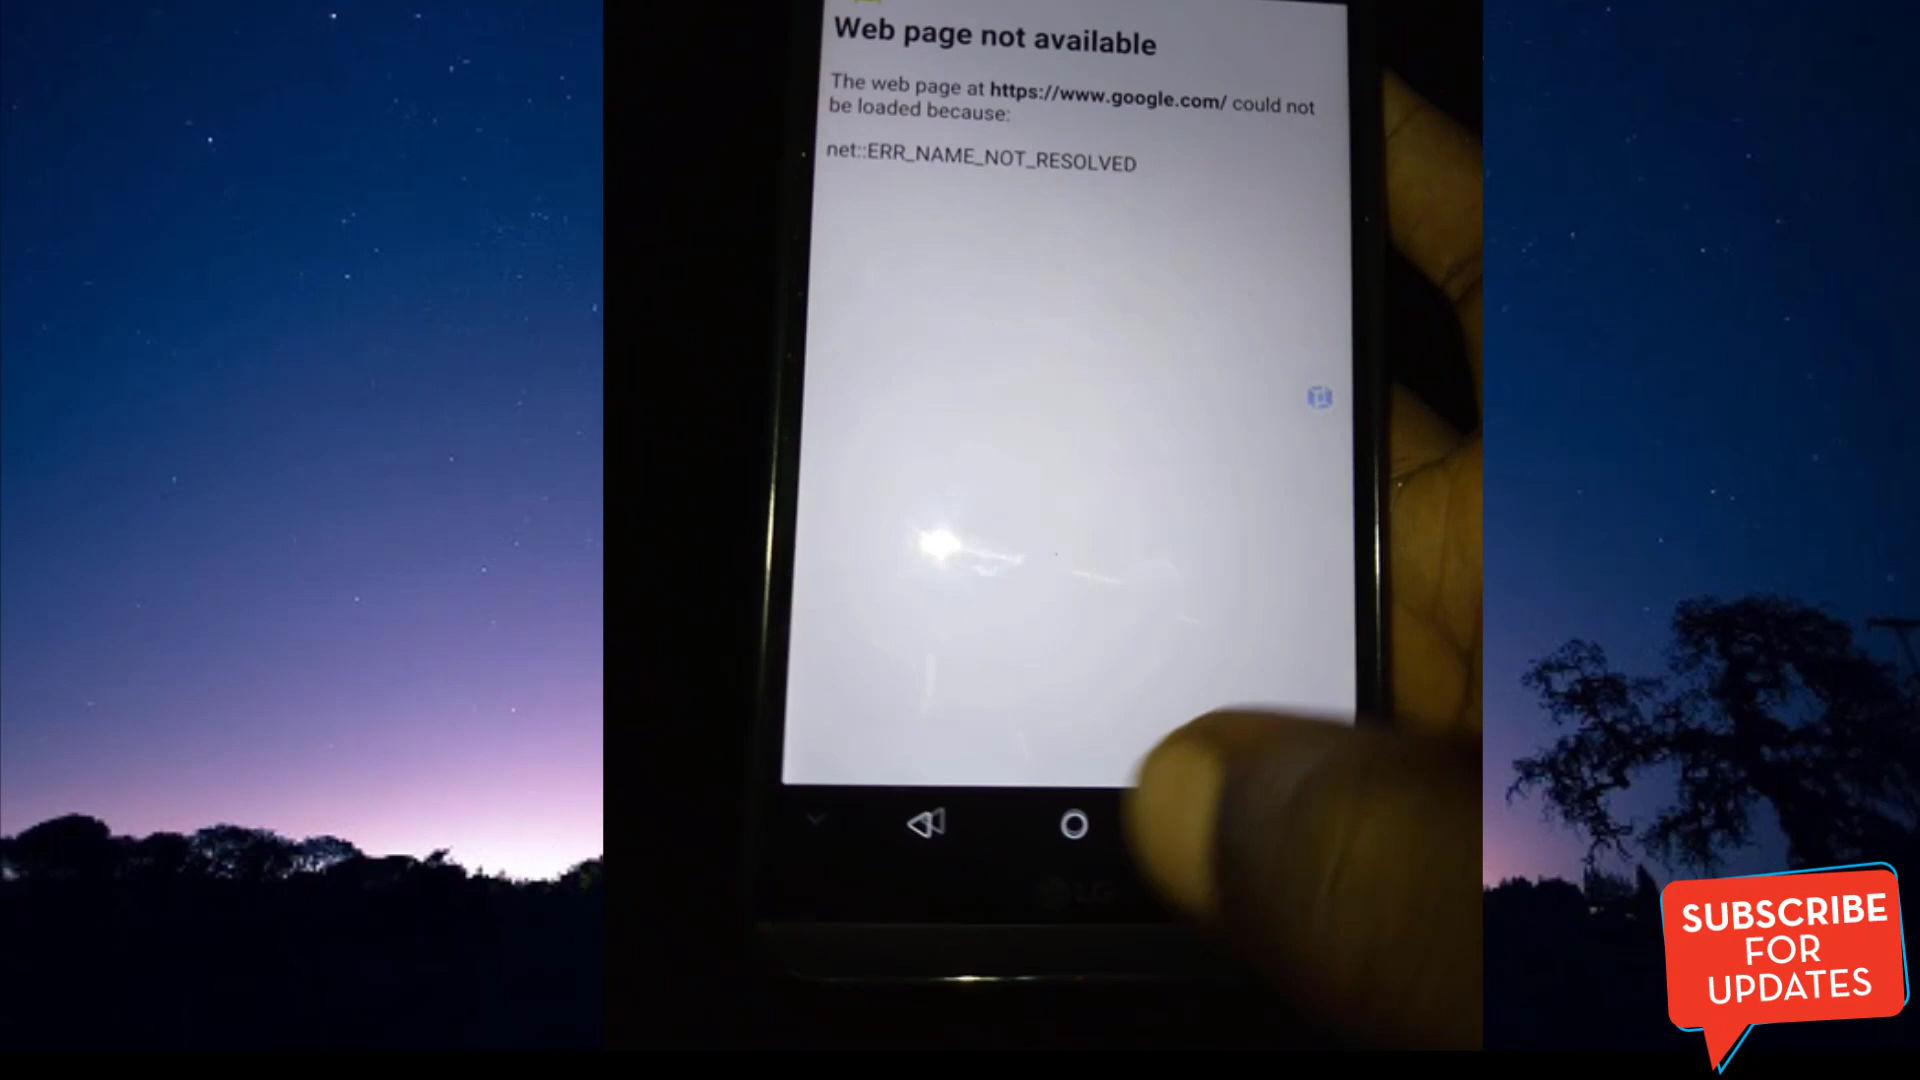 Web page not available
The web page at https://www.google.com/ could not
be loaded because:
net::ERR_NAME_NOT_RESOLVED
LG
SUBSCRIBE
FOR
UPDATES